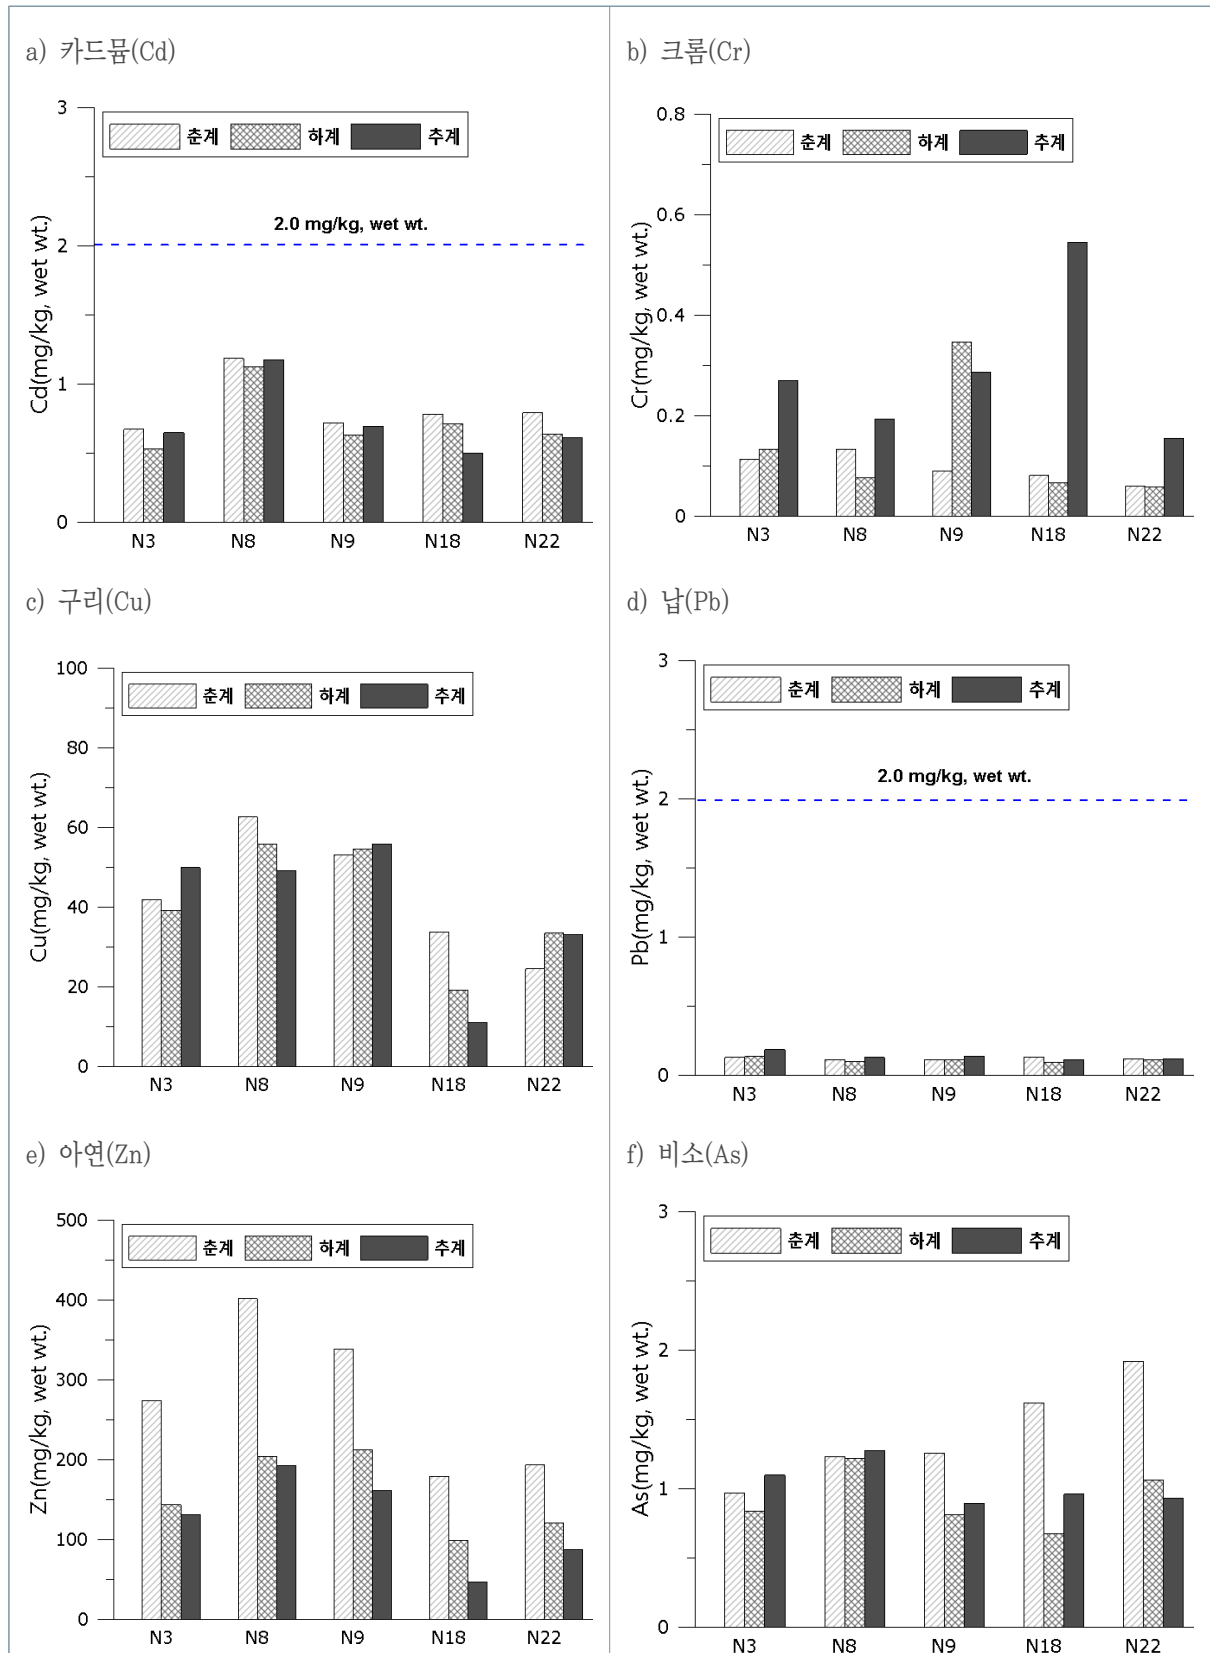 a) 카드뮴(Cd)
3
2
1
0
Cd(mg/kg, wet wt.)
춘계 하계 추계
2.0 mg/kg, wet wt.
N3 N8 N9 N18 N22
b) 크롬(Cr)
0.8
0.6
0.4
0.2
0
Cr(mg/kg, wet wt.)
춘계 하계 추계
N3 N8 N9 N18 N22
c) 구리(Cu)
100
80
60
40
20
0
Cu(mg/kg, wet wt.)
춘계 하계 추계
N3 N8 N9 N18 N22
d) 납(Pb)
3
2
1
0
Pb(mg/kg, wet wt.)
춘계 하계 추계
2.0 mg/kg, wet wt.
N3 N8 N9 N18 N22
e) 아연(Zn)
500
400
300
200
100
0
Zn(mg/kg, wet wt.)
춘계 하계 추계
N3 N8 N9 N18 N22
f) 비소(As)
3
2
1
0
As(mg/kg, wet wt.)
춘계 하계 추계
N3 N8 N9 N18 N22